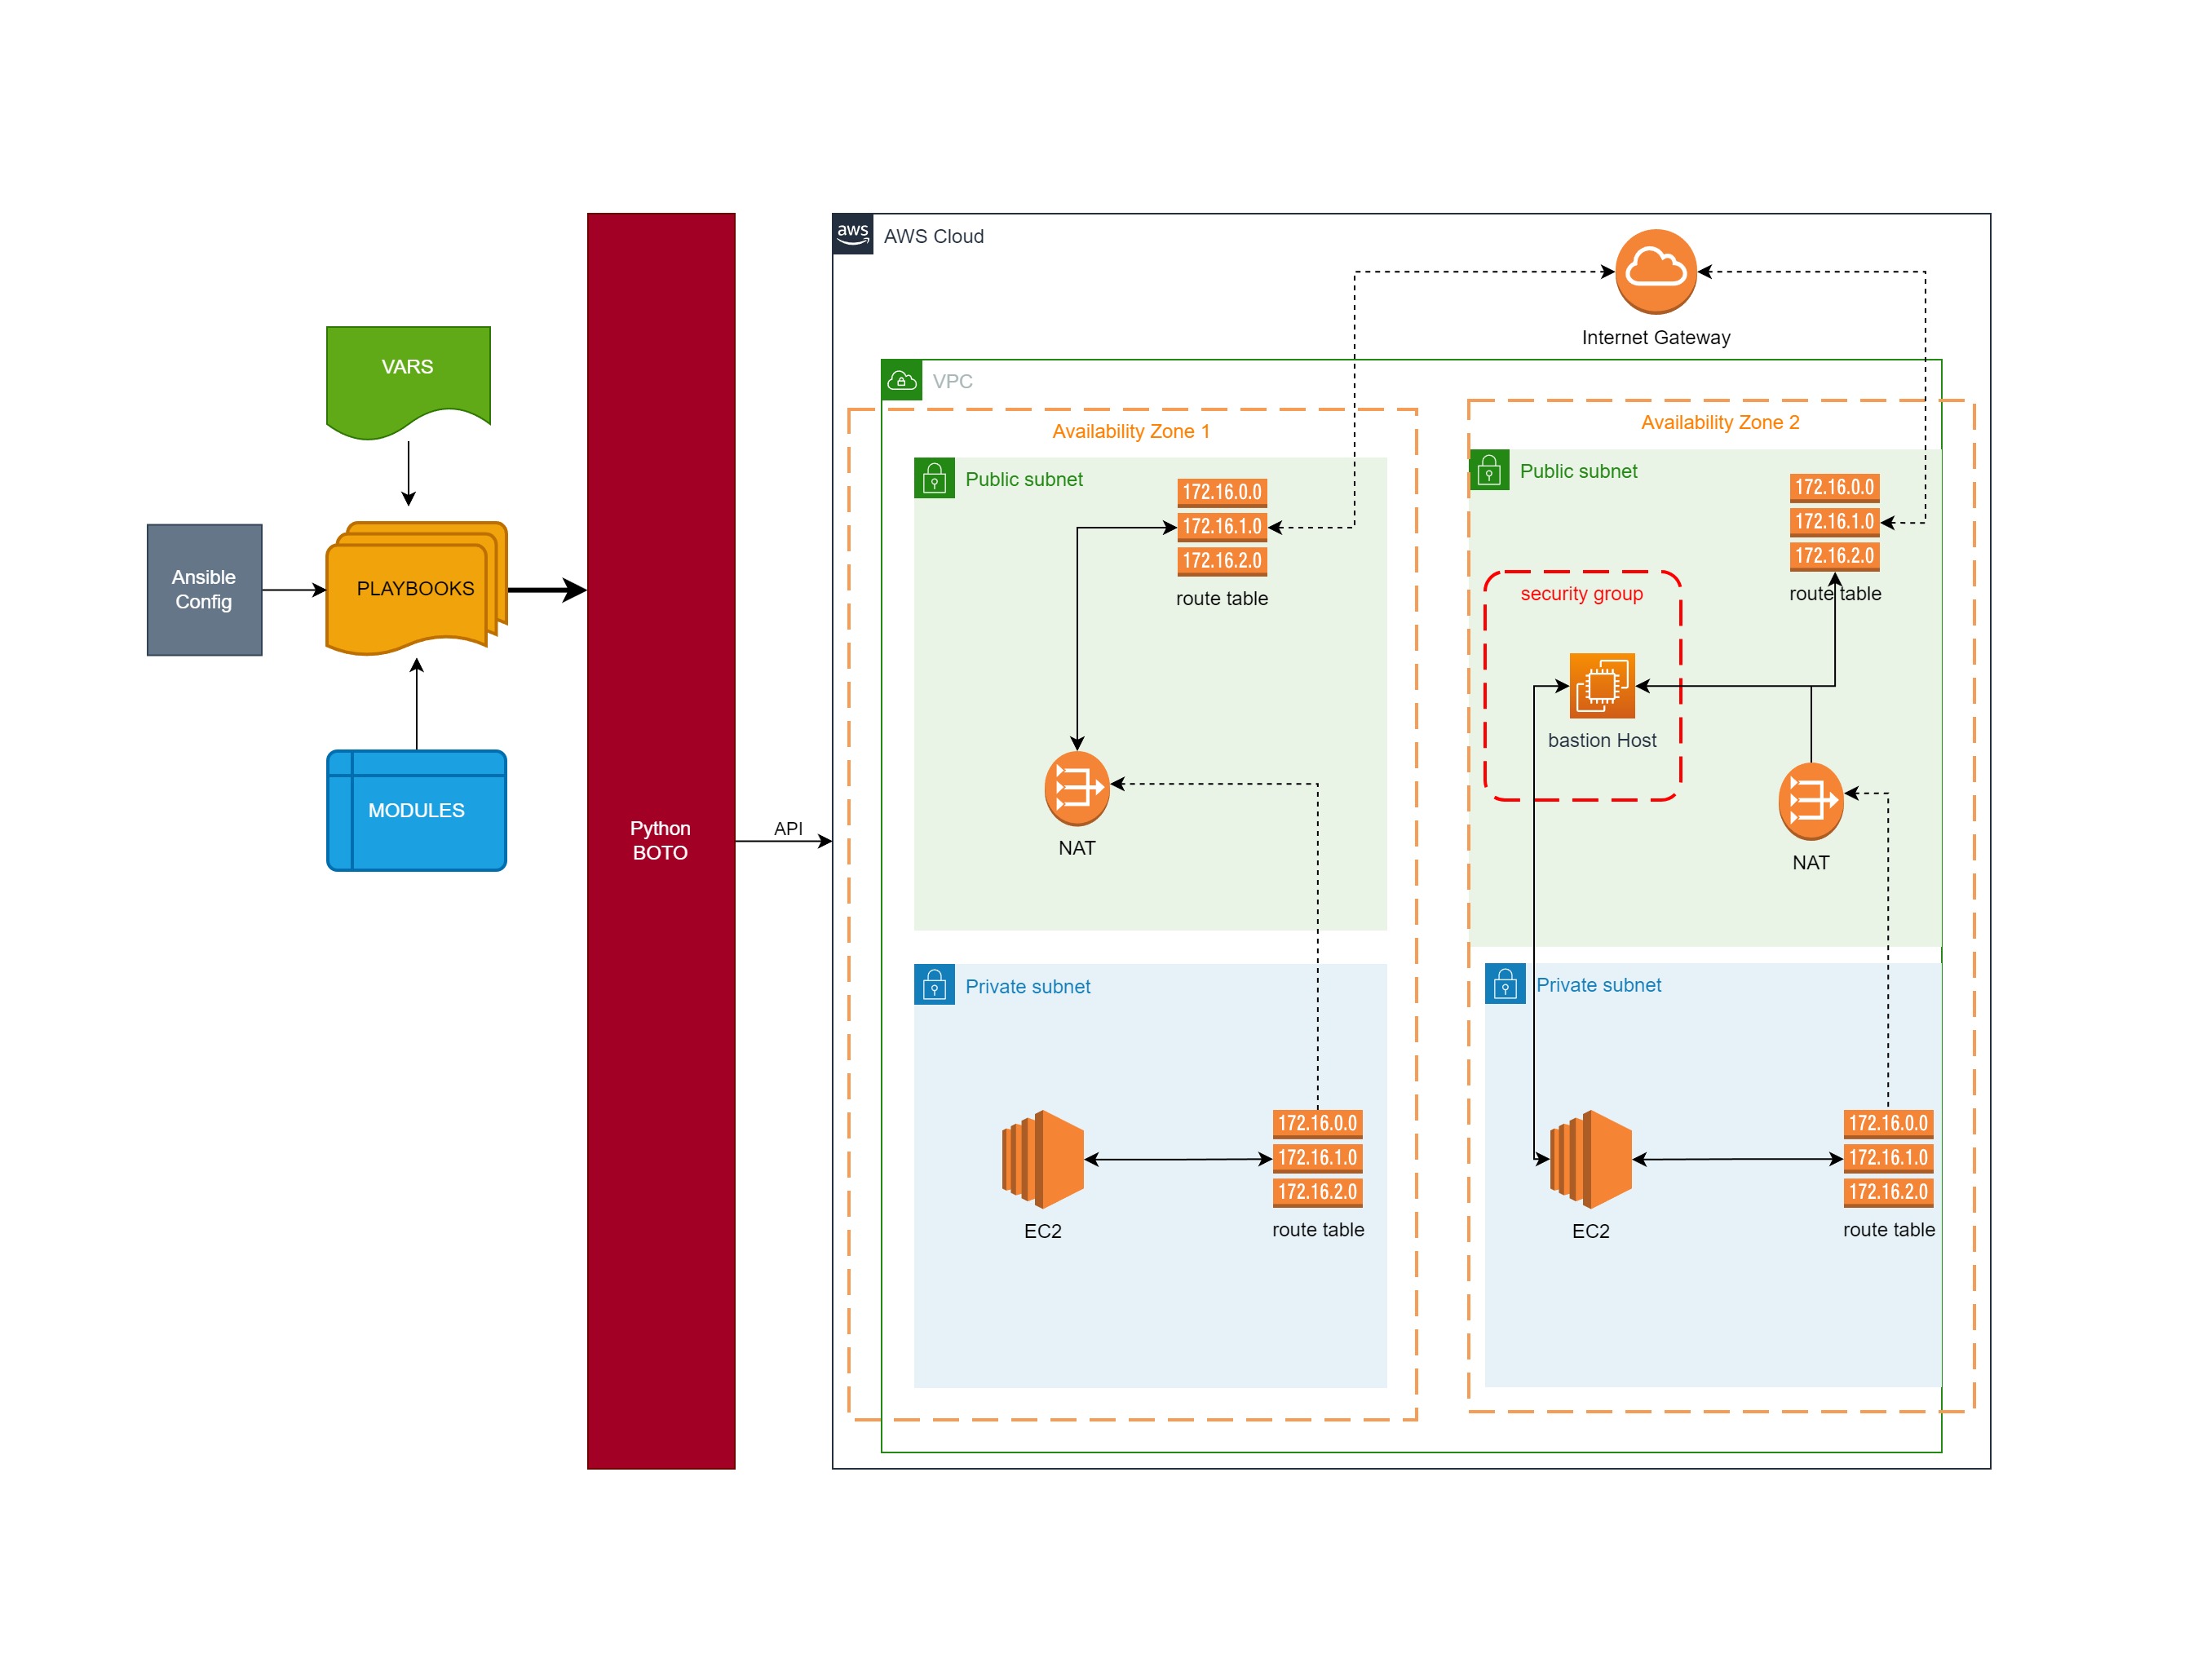 aws
AWS Cloud
Internet Gateway
VARS
VPC
Availability Zone 1
Availability Zone 2
Public subnet
172.16.0.0
172.16.1.0
172.16.2.0
route table
Public subnet
172.16.0.0
172.16.1.0
172.16.2.0
route table
Ansible
Config
PLAYBOOKS
security group
bastion Host
MODULES
Python
BOTO
API
NAT
NAT
Private subnet
Private subnet
EC2
172.16.0.0
172.16.1.0
172.16.2.0
route table
EC2
172.16.0.0
172.16.1.0
172.16.2.0
route table